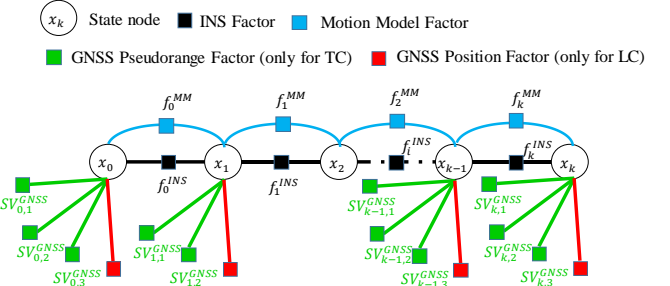 x_k State node INS Factor Motion Model Factor
GNSS Pseudorange Factor (only for TC) GNSS Position Factor (only for LC)
f_0^{MM} f_1^{MM} f_2^{MM} f_k^{MM}
x_0 x_1 x_2 f_i^{INS} x_{k-1} f_k^{INS} x_k
f_0^{INS} f_1^{INS}
SV_{0,1}^{GNSS} SV_{k-1,1}^{GNSS} SV_{k,1}^{GNSS}
SV_{0,2}^{GNSS} SV_{1,1}^{GNSS} SV_{k-1,2}^{GNSS} SV_{k,2}^{GNSS}
SV_{0,3}^{GNSS} SV_{1,2}^{GNSS} SV_{k-1,3}^{GNSS} SV_{k,3}^{GNSS}